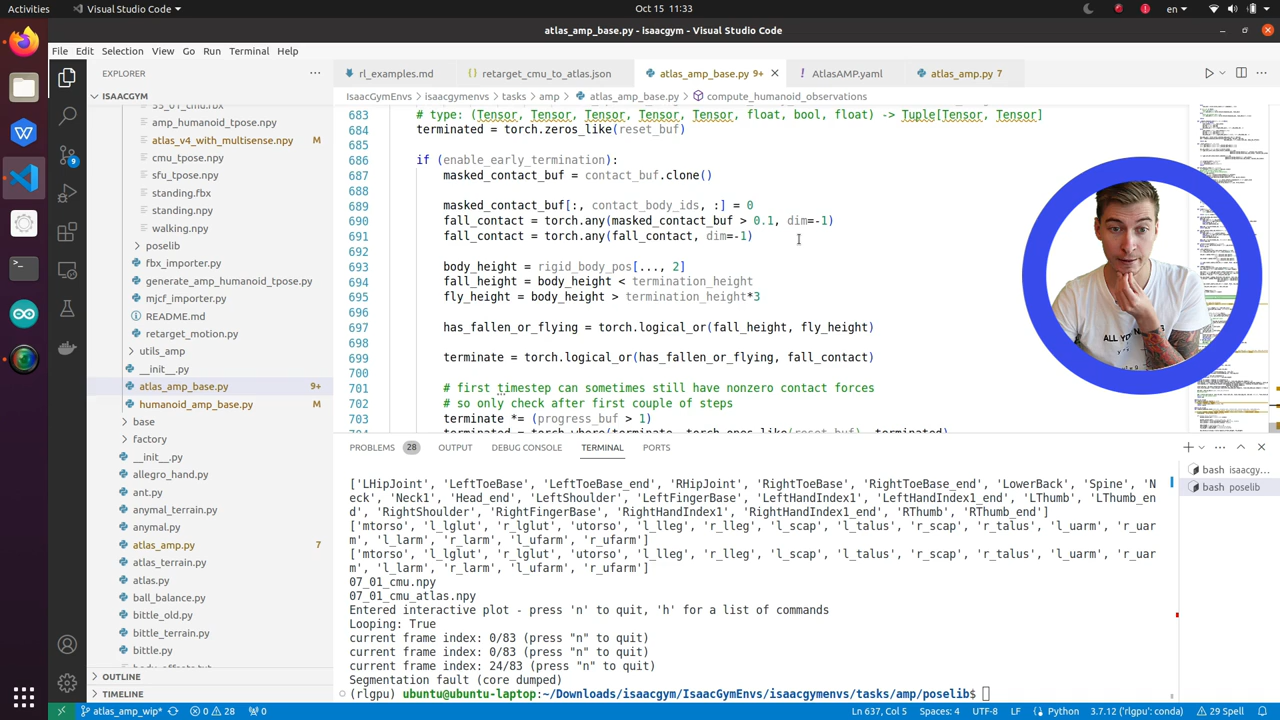 Activities
Visual Studio Code
Oct 15 11:33
en
atlas_amp_base.py - isaacgym - Visual Studio Code
File Edit Selection View Go Run Terminal Help
EXPLORER
rl_examples.md
retarget_cmu_to_atlas.json
atlas_amp_base.py 9+
AtlasAMP.yaml
atlas_amp.py 7
ISAACGYM
IsaacGymEnvs > isaacgymenvs > tasks > amp > atlas_amp_base.py > compute_humanoid_observations
amp_humanoid_tpose.npy
atlas_v4_with_multisense.npy M
cmu_tpose.npy
sfu_tpose.npy
standing.fbx
standing.npy
walking.npy
poselib
fbx_importer.py
generate_amp_humanoid_tpose.py
mjcf_importer.py
README.md
retarget_motion.py
utils_amp
__init__.py
atlas_amp_base.py 9+
humanoid_amp_base.py M
base
factory
__init__.py
allegro_hand.py
ant.py
anymal_terrain.py
anymal.py
atlas_amp.py 7
atlas_terrain.py
atlas.py
ball_balance.py
bittle_old.py
bittle_terrain.py
bittle.py
OUTLINE
TIMELINE
683 # type: (Tensor, Tensor, Tensor, Tensor, Tensor, float, bool, float) -> Tuple[Tensor, Tensor]
684 terminated = torch.zeros_like(reset_buf)
685
686
687 masked_contact_buf = contact_buf.clone()
688
689 masked_contact_buf[:, contact_body_ids, :] = 0
690 fall_contact = torch.any(masked_contact_buf > 0.1, dim=-1)
691 fall_contact = torch.any(fall_contact, dim=-1)
692
693 body_height = rigid_body_pos[..., 2]
694 fall_height = body_height < termination_height
695 fly_height = body_height > termination_height*3
696
697 has_fallen_or_flying = torch.logical_or(fall_height, fly_height)
698
699 terminate = torch.logical_or(has_fallen_or_flying, fall_contact)
700
701 # first timestep can sometimes still have nonzero contact forces
702 # so only check after first couple of steps
703 terminate *= (progress_buf > 1)
PROBLEMS 28 OUTPUT DEBUG CONSOLE TERMINAL PORTS
['LHipJoint', 'LeftToeBase', 'LeftToeBase_end', 'RHipJoint', 'RightToeBase', 'RightToeBase_end', 'LowerBack', 'Spine', 'N
eck', 'Neck1', 'Head_end', 'LeftShoulder', 'LeftFingerBase', 'LeftHandIndex1', 'LeftHandIndex1_end', 'LThumb', 'LThumb_en
d', 'RightShoulder', 'RightFingerBase', 'RightHandIndex1', 'RightHandIndex1_end', 'RThumb', 'RThumb_end']
['mtorso', 'l_lglut', 'r_lglut', 'utorso', 'l_lleg', 'r_lleg', 'l_scap', 'l_talus', 'r_scap', 'r_talus', 'l_uarm', 'r_uar
m', 'l_larm', 'r_larm', 'l_ufarm', 'r_ufarm']
['mtorso', 'l_lglut', 'r_lglut', 'utorso', 'l_lleg', 'r_lleg', 'l_scap', 'l_talus', 'r_scap', 'r_talus', 'l_uarm', 'r_uar
m', 'l_larm', 'r_larm', 'l_ufarm', 'r_ufarm']
07_01_cmu.npy
07_01_cmu_atlas.npy
Entered interactive plot - press 'n' to quit, 'h' for a list of commands
Looping: True
current frame index: 0/83 (press "n" to quit)
current frame index: 0/83 (press "n" to quit)
current frame index: 24/83 (press "n" to quit)
Segmentation fault (core dumped)
(rlgpu) ubuntu@ubuntu-laptop:~/Downloads/isaacgym/IsaacGymEnvs/isaacgymenvs/tasks/amp/poselib$
bash isaacgy...
bash poselib
atlas_amp_wip* 0 28 0
Ln 637, Col 5 Spaces: 4 UTF-8 LF Python 3.7.12 ('rlgpu': conda) 29 Spell